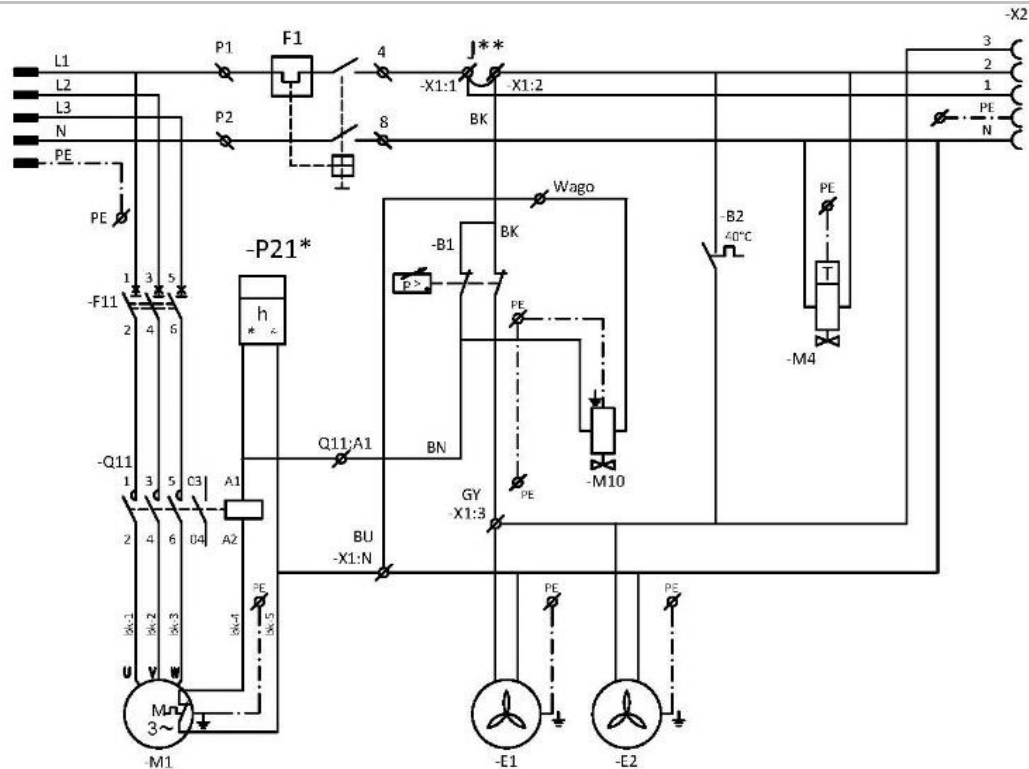 -X2
L1
P1
F1
4
J**
3
2
L2
-X1:1
-X1:2
1
L3
BK
PE
N
P2
8
N
PE
PE
Wago
PE
-B2
40°C
-P21*
-B1
BK
T
1 3 5
-F11
h
P >
PE
2 4 6
-M4
Q11:A1
BN
-Q11
-M10
1 3 5 03 A1
GY
PE
-X1:3
2 4 6 04 A2
BU
-X1:N
PE
PE
PE
bk-1
bk-2
bk-3
bk-4
bk-5
U V W
M
3~
-M1
-E1
-E2